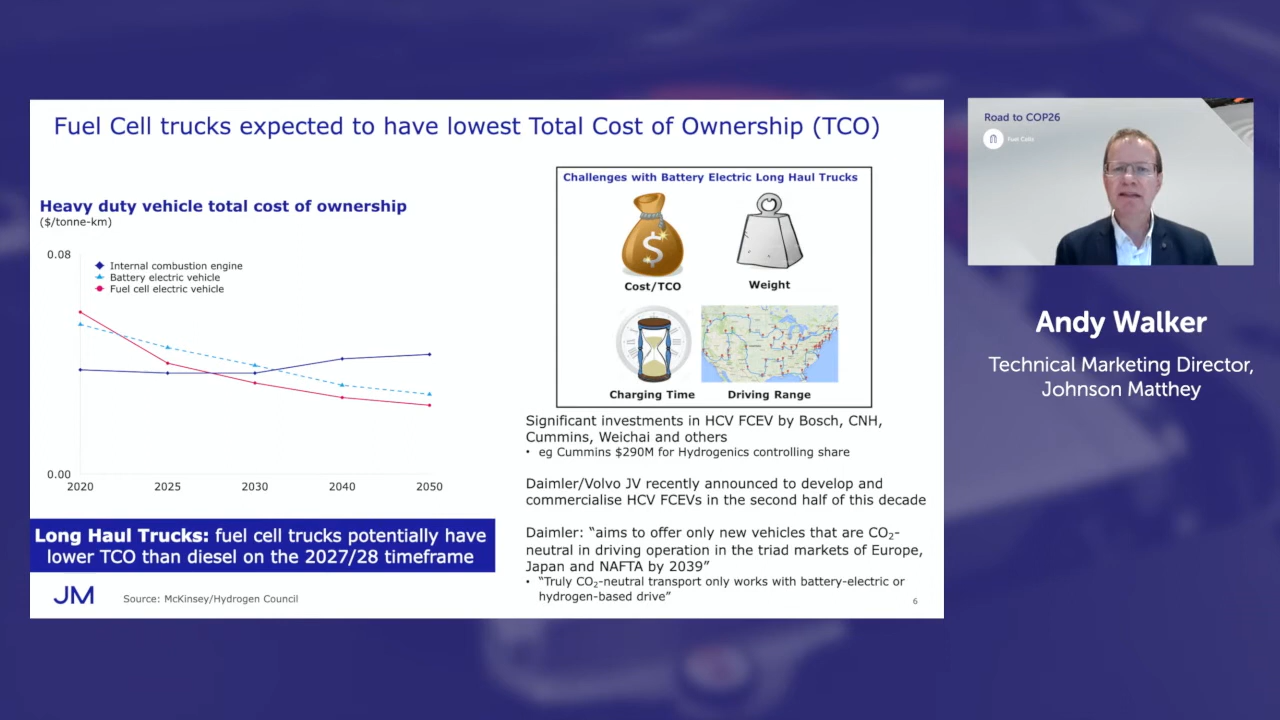 Fuel Cell trucks expected to have lowest Total Cost of Ownership (TCO)
Heavy duty vehicle total cost of ownership
($/tonne-km)
0.08
Internal combustion engine
Battery electric vehicle
Fuel cell electric vehicle
0.00
2020 2025 2030 2040 2050
Long Haul Trucks: fuel cell trucks potentially have
lower TCO than diesel on the 2027/28 timeframe
JM
Source: McKinsey/Hydrogen Council
Challenges with Battery Electric Long Haul Trucks
$
Cost/TCO
Weight
Charging Time
Driving Range
Significant investments in HCV FCEV by Bosch, CNH,
Cummins, Weichai and others
• eg Cummins $290M for Hydrogenics controlling share
Daimler/Volvo JV recently announced to develop and
commercialise HCV FCEVs in the second half of this decade
Daimler: “aims to offer only new vehicles that are CO₂-
neutral in driving operation in the triad markets of Europe,
Japan and NAFTA by 2039”
• “Truly CO₂-neutral transport only works with battery-electric or
hydrogen-based drive”
6
Road to COP26
Fuel Cells
Andy Walker
Technical Marketing Director,
Johnson Matthey